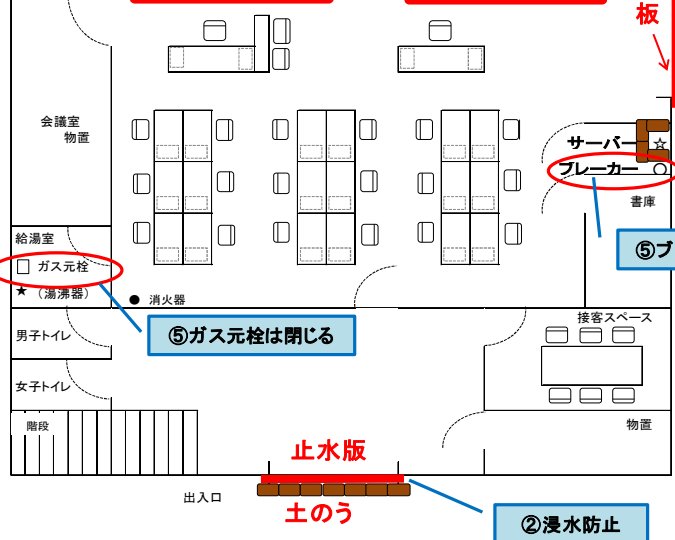 板
会議室
物置
サーバー
☆
ブレーカー
○
書庫
給湯室
□ ガス元栓
★ （湯沸器）
● 消火器
⑤ブ
⑤ガス元栓は閉じる
接客スペース
男子トイレ
女子トイレ
階段
物置
止水版
出入口
土のう
②浸水防止